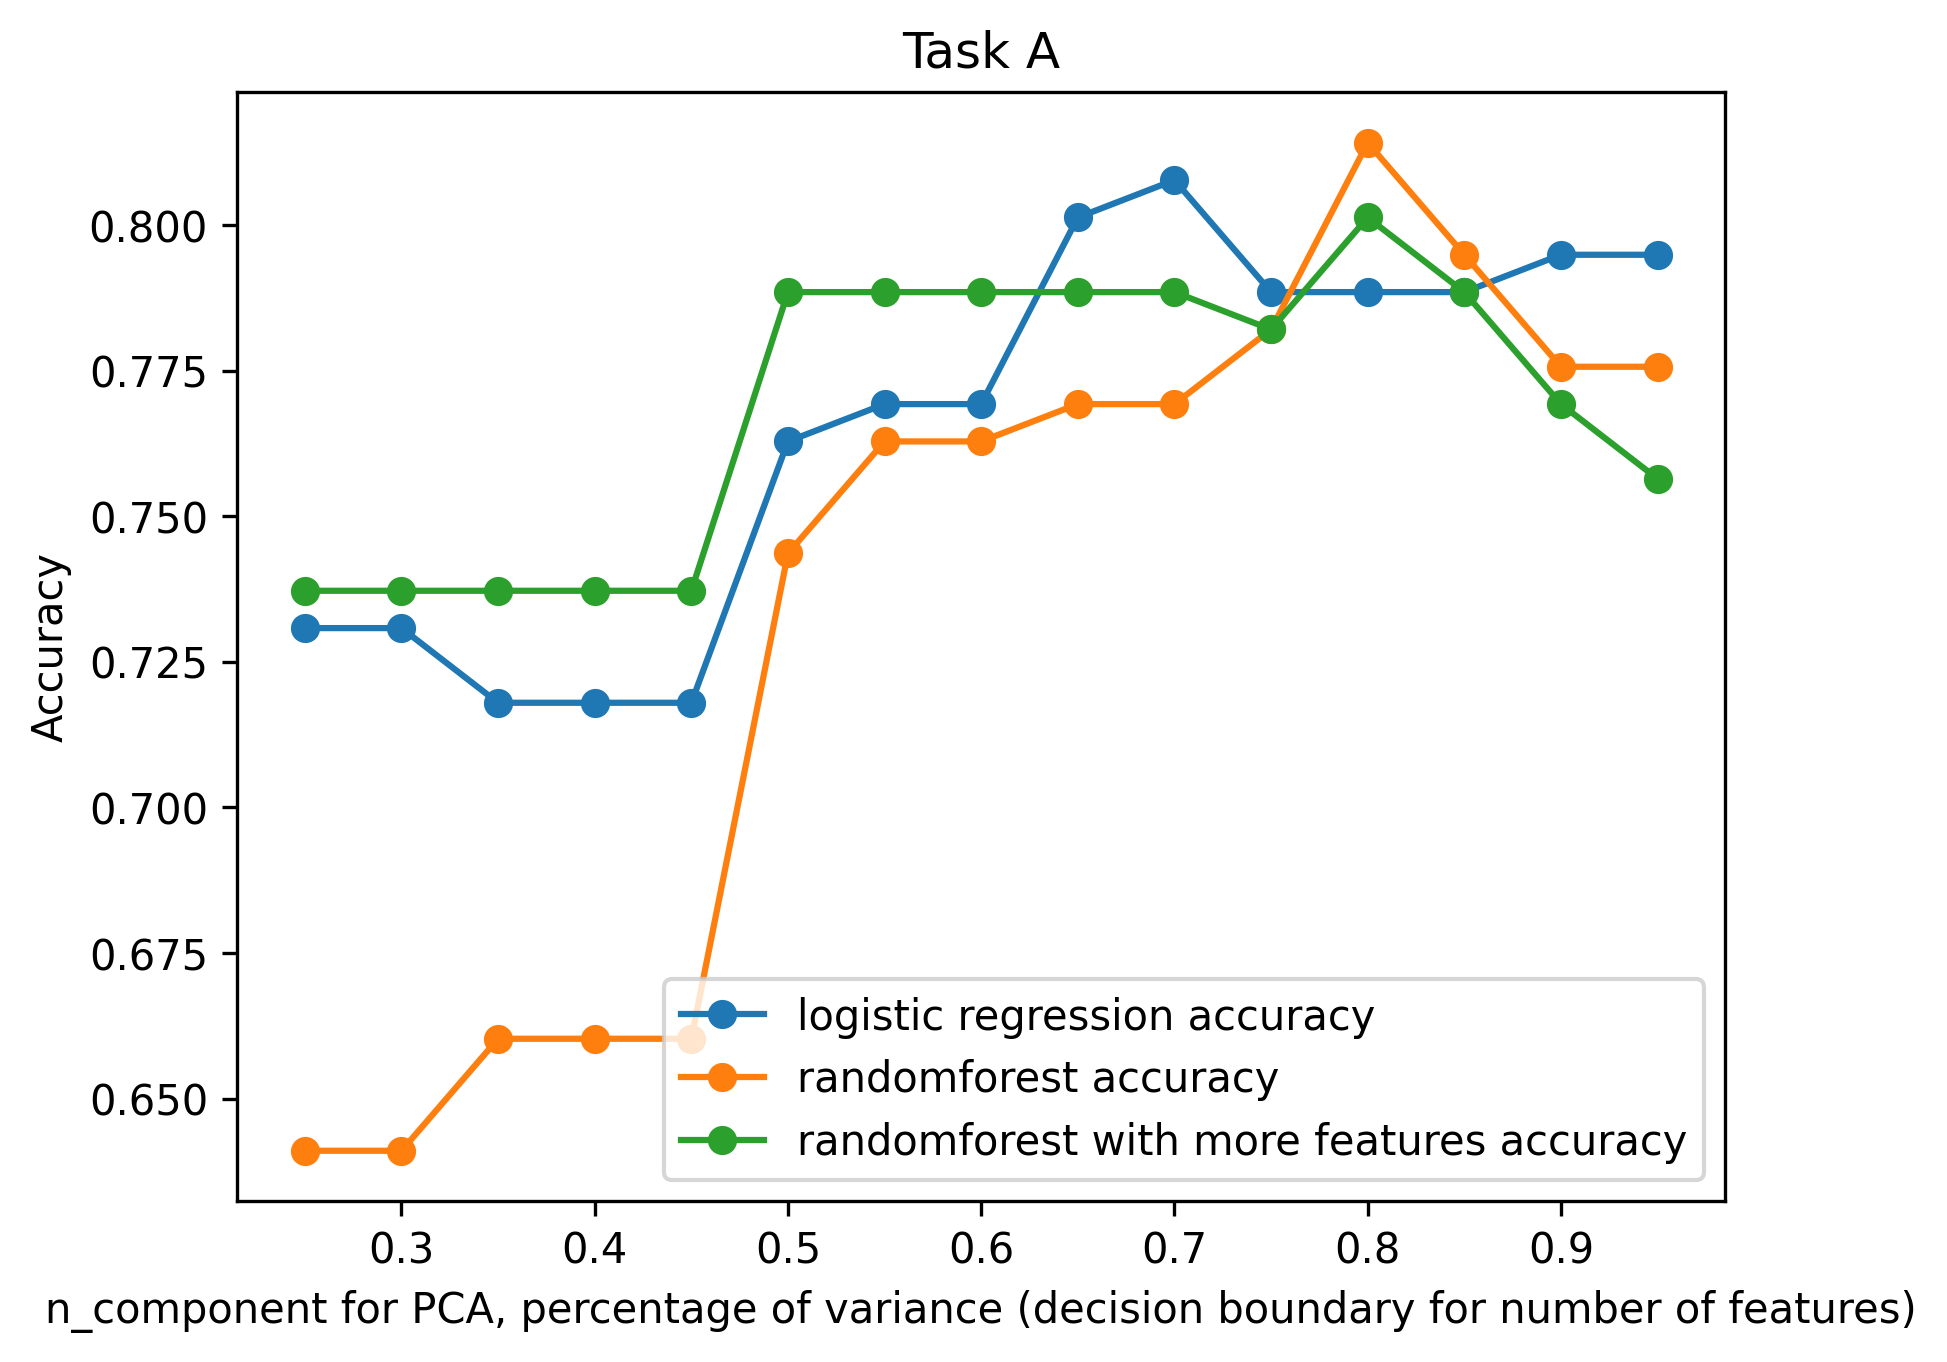 Task A
0.800
0.775
0.750
0.725
0.700
0.675
0.650
Accuracy
logistic regression accuracy
randomforest accuracy
randomforest with more features accuracy
0.3 0.4 0.5 0.6 0.7 0.8 0.9
n_component for PCA, percentage of variance (decision boundary for number of features)